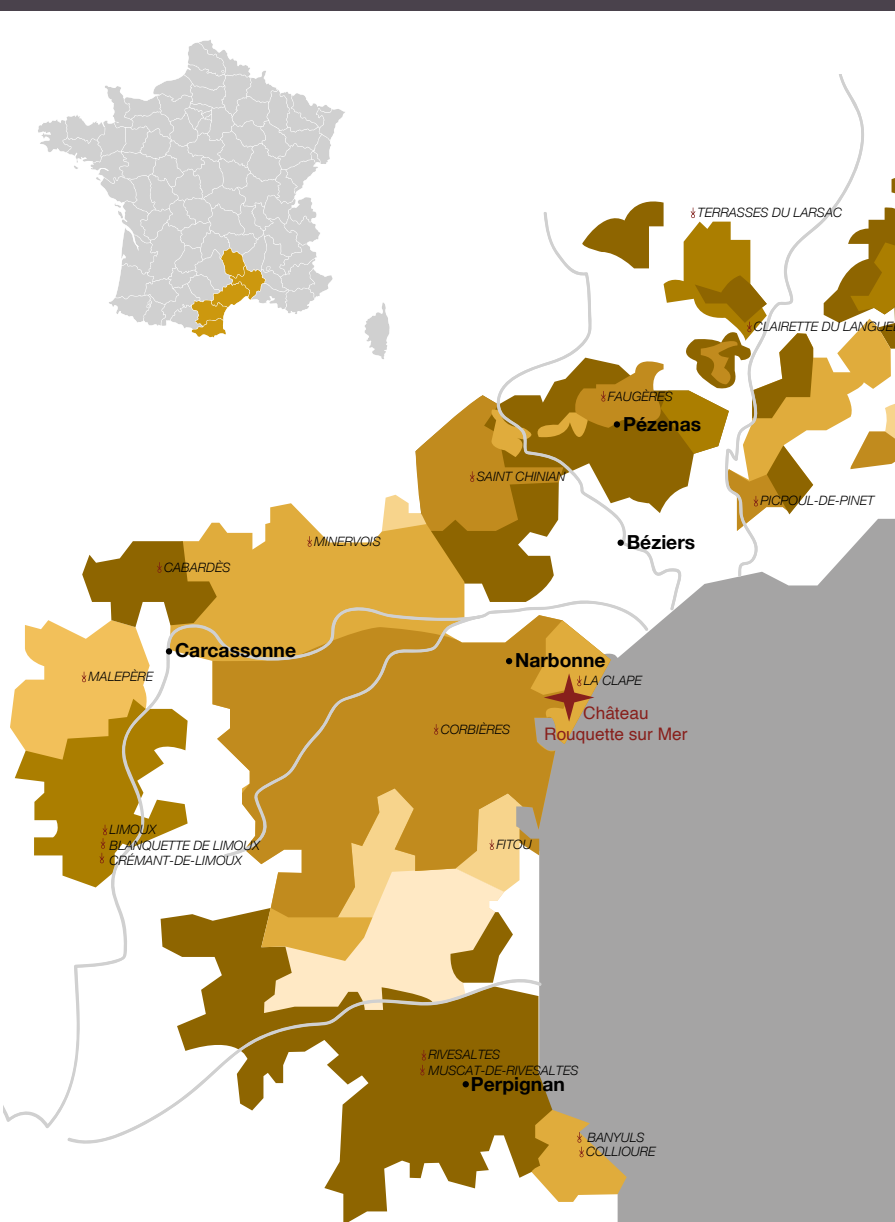 TERRASSES DU LARSAC
CLAIRETTE DU LANGUE
FAUGÈRES
Pézenas
SAINT CHINIAN
PICPOUL-DE-PINET
MINERVOIS
Béziers
CABARDÈS
Carcassonne
Narbonne
MALEPÈRE
LA CLAPE
Château
Rouquette sur Mer
CORBIÈRES
LIMOUX
BLANQUETTE DE LIMOUX
CRÉMANT-DE-LIMOUX
FITOU
RIVESALTES
MUSCAT-DE-RIVESALTES
Perpignan
BANYULS
COLLIOURE